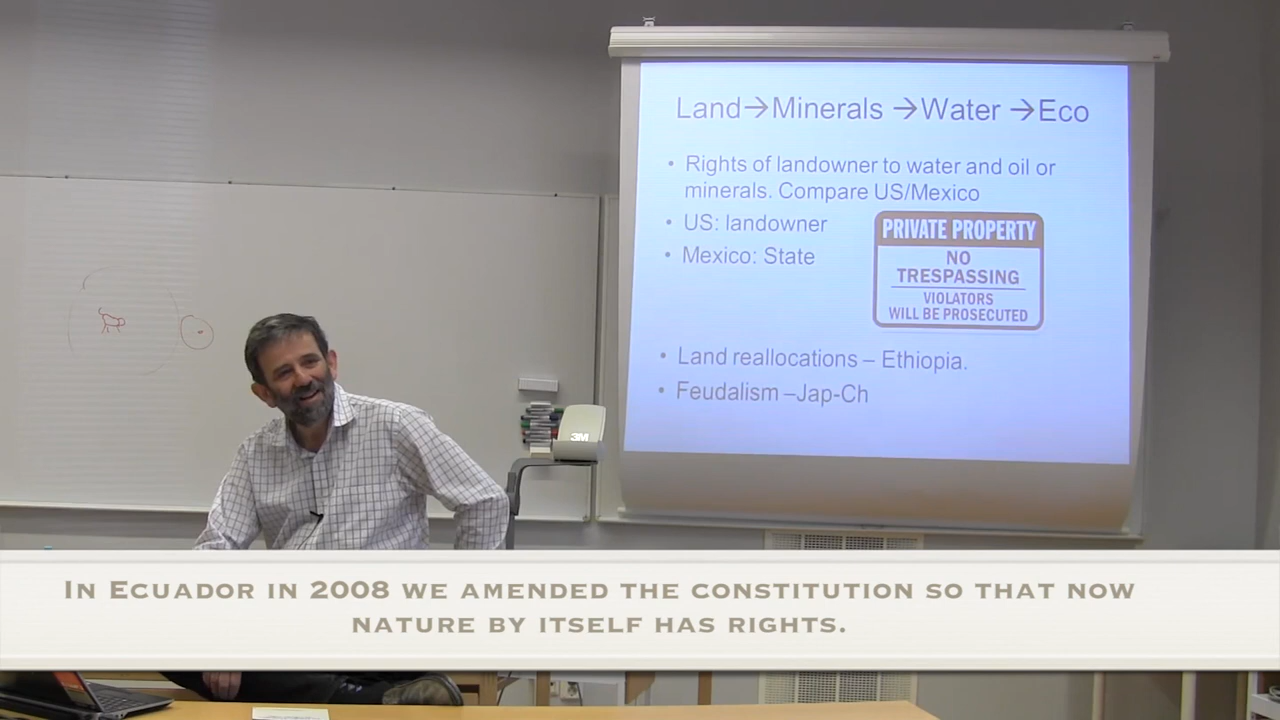 Land→Minerals →Water →Eco
• Rights of landowner to water and oil or
minerals. Compare US/Mexico
• US: landowner
• Mexico: State
PRIVATE PROPERTY
NO
TRESPASSING
VIOLATORS
WILL BE PROSECUTED
• Land reallocations – Ethiopia.
• Feudalism –Jap-Ch
3M
In Ecuador in 2008 we amended the constitution so that now
nature by itself has rights.